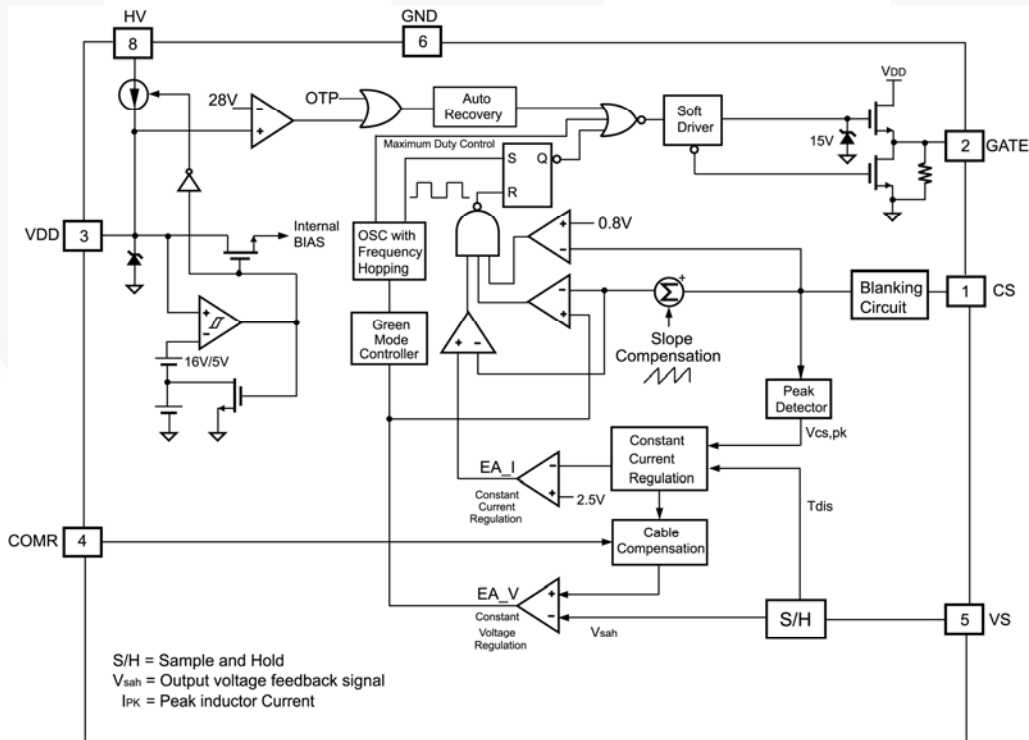 HV
8
GND
6
VDD
28V
OTP
Auto
Recovery
Soft
Driver
15V
2
GATE
Maximum Duty Control
S
Q
R
VDD
3
Internal
BIAS
OSC with
Frequency
Hopping
0.8V
Blanking
Circuit
1
CS
Σ
+
Slope
Compensation
Green
Mode
Controller
16V/5V
Peak
Detector
Vcs,pk
EA_I
Constant
Current
Regulation
2.5V
Constant
Current
Regulation
Tdis
COMR
4
Cable
Compensation
EA_V
Constant
Voltage
Regulation
Vsah
S/H
5
VS
S/H = Sample and Hold
Vsah = Output voltage feedback signal
IPK = Peak inductor Current